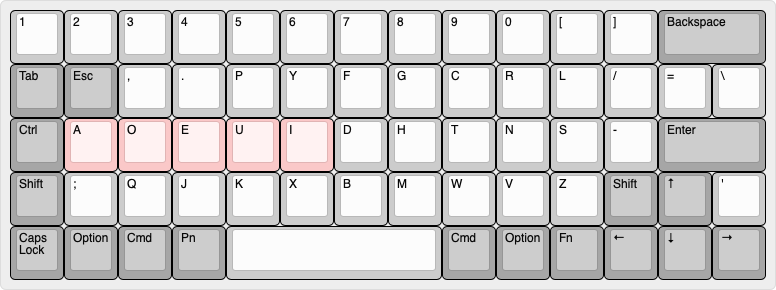 1 2 3 4 5 6 7 8 9 0 [ ] Backspace
Tab Esc , . P Y F G C R L / = \
Ctrl A O E U I D H T N S - Enter
Shift ; Q J K X B M W V Z Shift ↑ '
Caps Lock Option Cmd Pn Cmd Option Fn ← ↓ →